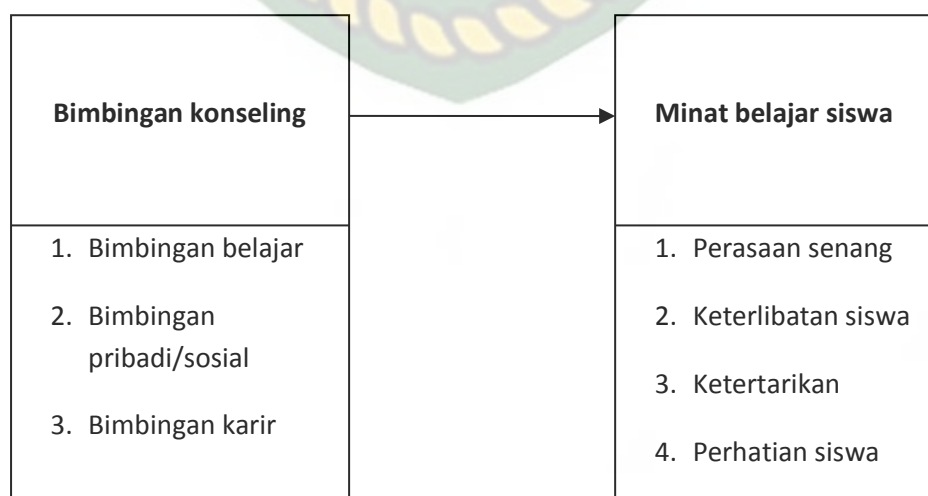 Bimbingan konseling
1. Bimbingan belajar
2. Bimbingan
pribadi/sosial
3. Bimbingan karir
Minat belajar siswa
1. Perasaan senang
2. Keterlibatan siswa
3. Ketertarikan
4. Perhatian siswa